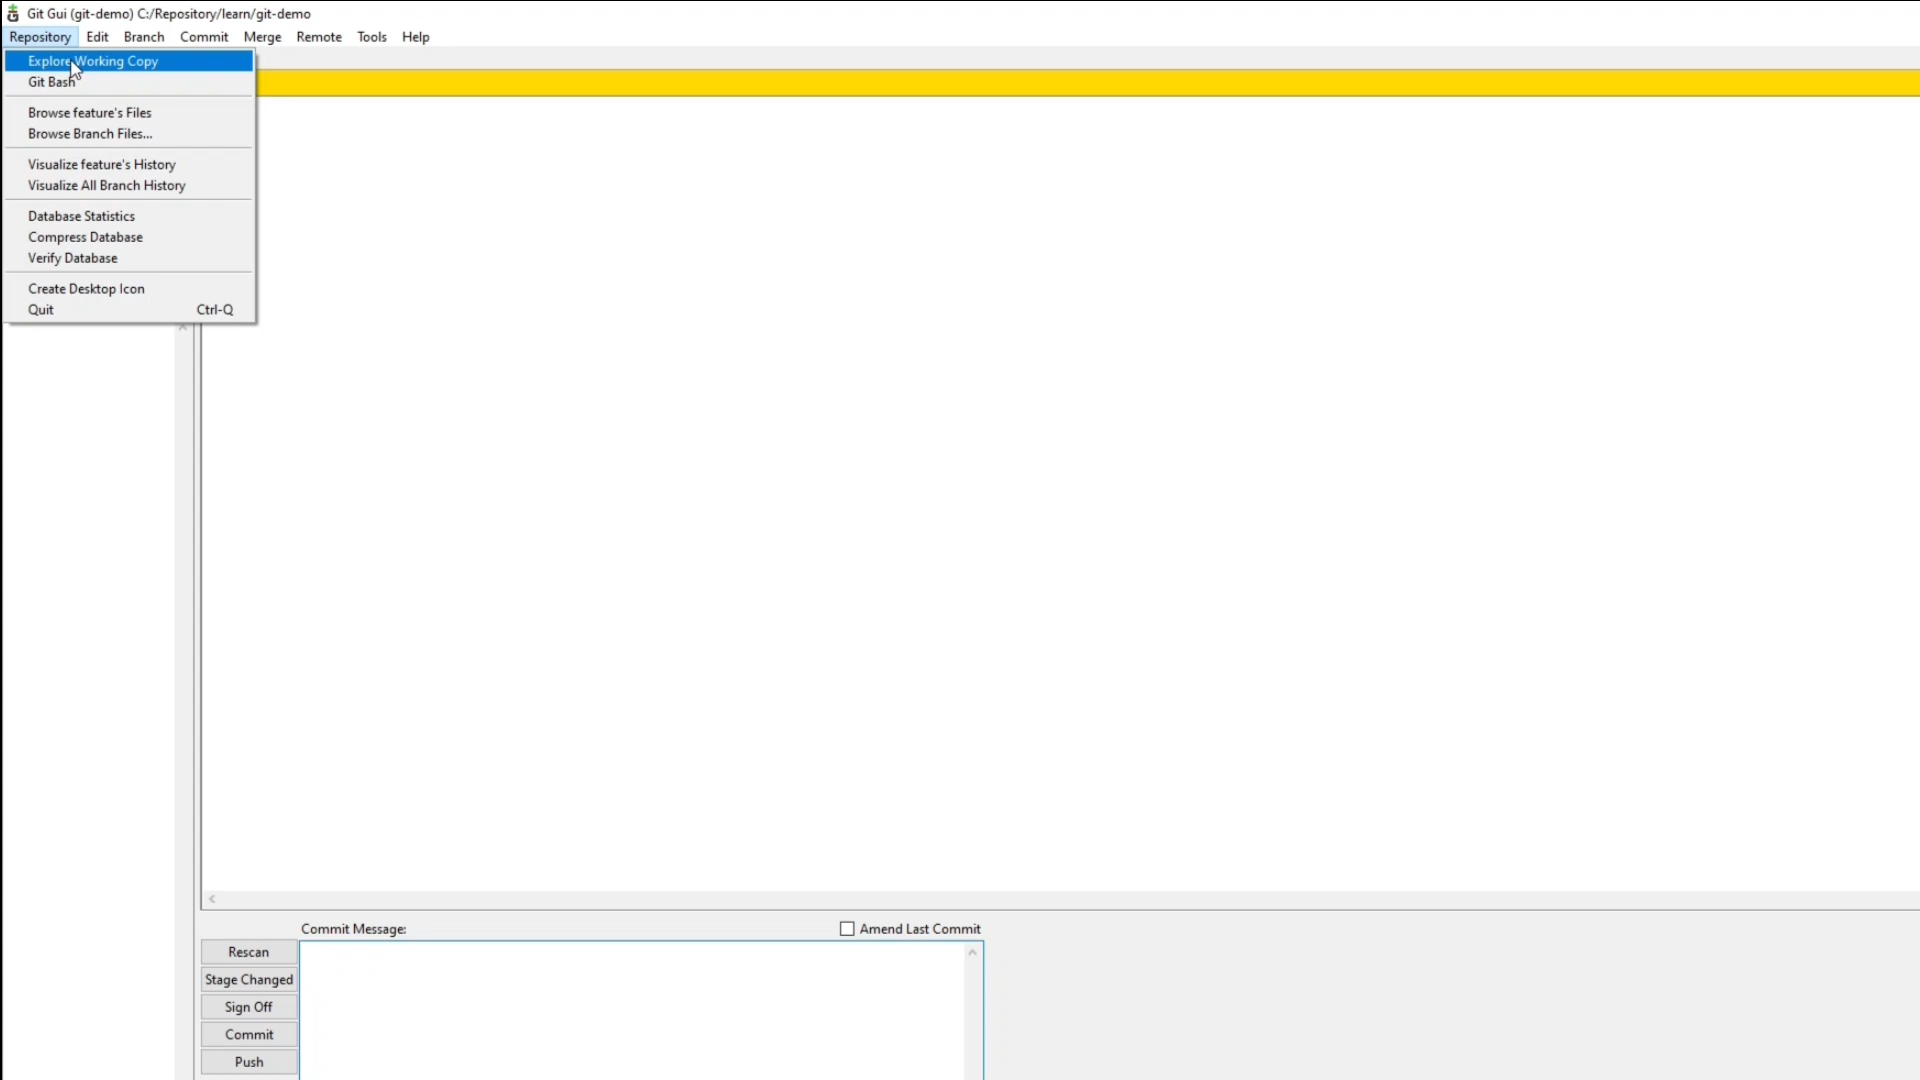 Git Gui (git-demo) C:/Repository/learn/git-demo
Repository Edit Branch Commit Merge Remote Tools Help
Explore Working Copy
Git Bash
Browse feature's Files
Browse Branch Files...
Visualize feature's History
Visualize All Branch History
Database Statistics
Compress Database
Verify Database
Create Desktop Icon
Quit Ctrl-Q
Commit Message: Amend Last Commit
Rescan
Stage Changed
Sign Off
Commit
Push